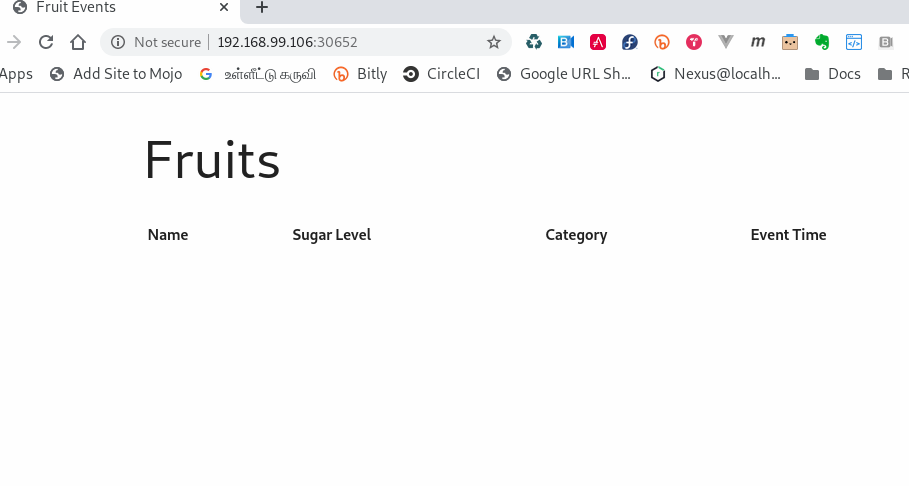 Fruit Events
Not secure 192.168.99.106:30652
Apps Add Site to Mojo உள்ளீட்டு கருவி Bitly CircleCI Google URL Sh... Nexus@localh... Docs R
Fruits
Name Sugar Level Category Event Time